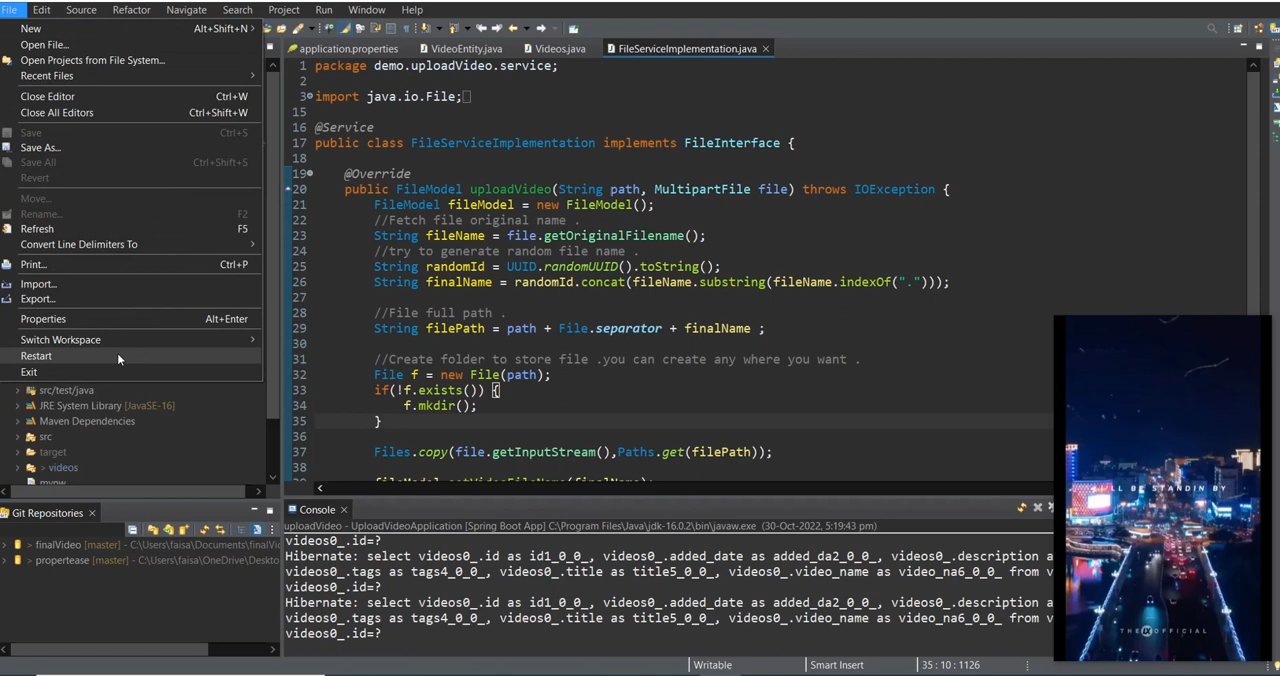 File Edit Source Refactor Navigate Search Project Run Window Help
New Alt+Shift+N
Open File...
Open Projects from File System...
Recent Files
Close Editor Ctrl+W
Close All Editors Ctrl+Shift+W
Save Ctrl+S
Save As...
Save All Ctrl+Shift+S
Revert
Move...
Rename... F2
Refresh F5
Convert Line Delimiters To
Print... Ctrl+P
Import...
Export...
Properties Alt+Enter
Switch Workspace
Restart
Exit
src/test/java
JRE System Library [JavaSE-16]
Maven Dependencies
src
target
> videos
mvnw
application.properties VideoEntity.java Videos.java FileServiceImplementation.java
1 package demo.uploadVideo.service;
2
3 import java.io.File;
15
16 @Service
17 public class FileServiceImplementation implements FileInterface {
18
19 @Override
20 public FileModel uploadVideo(String path, MultipartFile file) throws IOException {
21 FileModel fileModel = new FileModel();
22 //Fetch file original name .
23 String fileName = file.getOriginalFilename();
24 //try to generate random file name .
25 String randomId = UUID.randomUUID().toString();
26 String finalName = randomId.concat(fileName.substring(fileName.indexOf(".")));
27
28 //File full path .
29 String filePath = path + File.separator + finalName ;
30
31 //Create folder to store file .you can create any where you want .
32 File f = new File(path);
33 if(!f.exists()) {
34 f.mkdir();
35 }
36
37 Files.copy(file.getInputStream(),Paths.get(filePath));
38
fileModel.setVideoFileName(finalName);
Git Repositories
> finalVideo [master] - C:\Users\faisa\Documents\finalVi
> propertease [master] - C:\Users\faisa\OneDrive\Deskto
Console
uploadVideo - UploadVideoApplication [Spring Boot App] C:\Program Files\Java\jdk-16.0.2\bin\javaw.exe (30-Oct-2022, 5:19:43 pm)
videos0_.id=?
Hibernate: select videos0_.id as id1_0_0_, videos0_.added_date as added_da2_0_0_, videos0_.description a
videos0_.tags as tags4_0_0_, videos0_.title as title5_0_0_, videos0_.video_name as video_na6_0_0_ from v
videos0_.id=?
Hibernate: select videos0_.id as id1_0_0_, videos0_.added_date as added_da2_0_0_, videos0_.description a
videos0_.tags as tags4_0_0_, videos0_.title as title5_0_0_, videos0_.video_name as video_na6_0_0_ from v
videos0_.id=?
Writable Smart Insert 35 : 10 : 1126
I'LL BE STANDIN BY
OFFICIAL